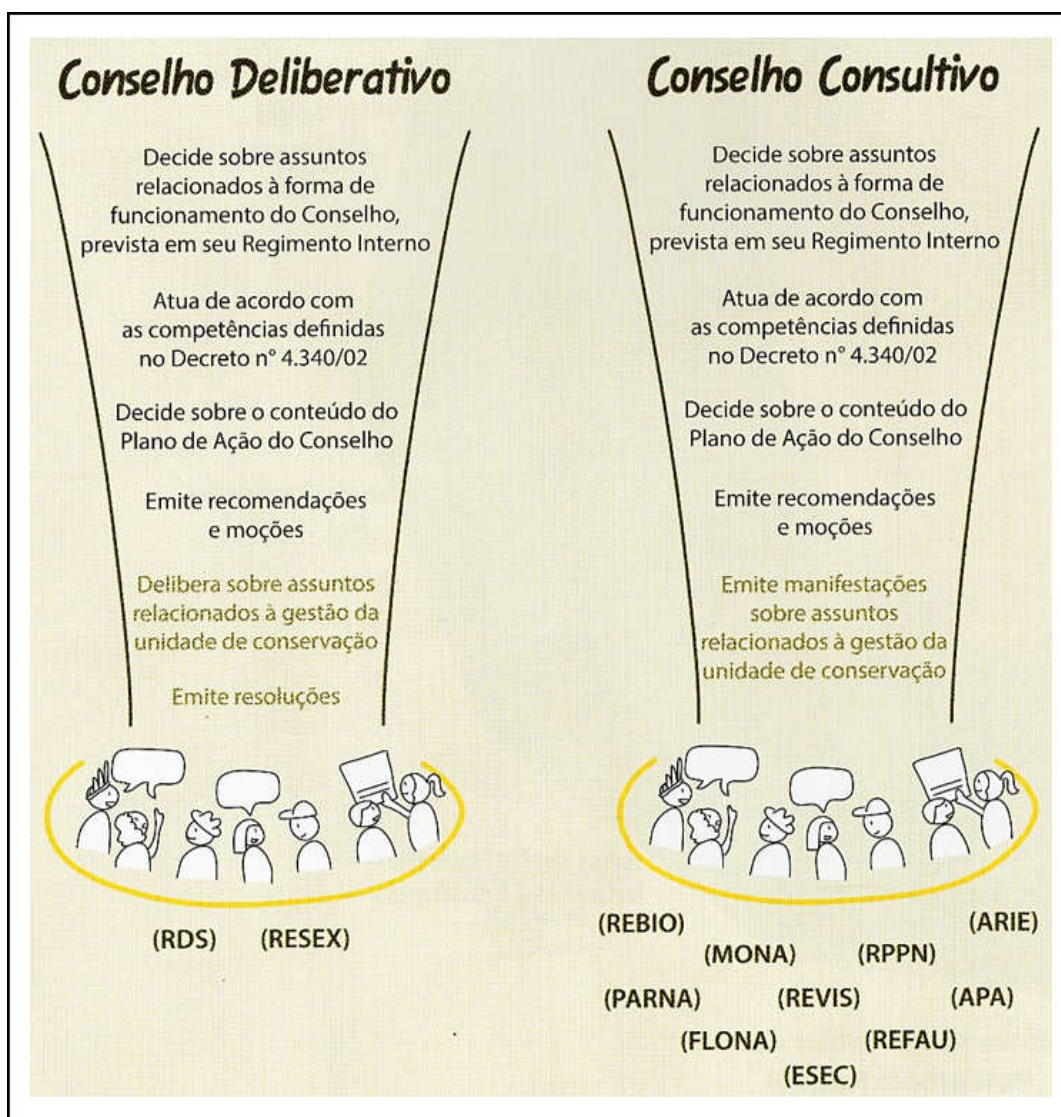 Conselho Deliberativo
Decide sobre assuntos
relacionados à forma de
funcionamento do Conselho,
prevista em seu Regimento Interno
Atua de acordo com
as competências definidas
no Decreto n° 4.340/02
Decide sobre o conteúdo do
Plano de Ação do Conselho
Emite recomendações
e moções
Delibera sobre assuntos
relacionados à gestão da
unidade de conservação
Emite resoluções
(RDS) (RESEX)
Conselho Consultivo
Decide sobre assuntos
relacionados à forma de
funcionamento do Conselho,
prevista em seu Regimento Interno
Atua de acordo com
as competências definidas
no Decreto n° 4.340/02
Decide sobre o conteúdo do
Plano de Ação do Conselho
Emite recomendações
e moções
Emite manifestações
sobre assuntos
relacionados à gestão da
unidade de conservação
(REBIO) (ARIE)
(MONA) (RPPN)
(PARNA) (REVIS) (APA)
(FLONA) (REFAU)
(ESEC)